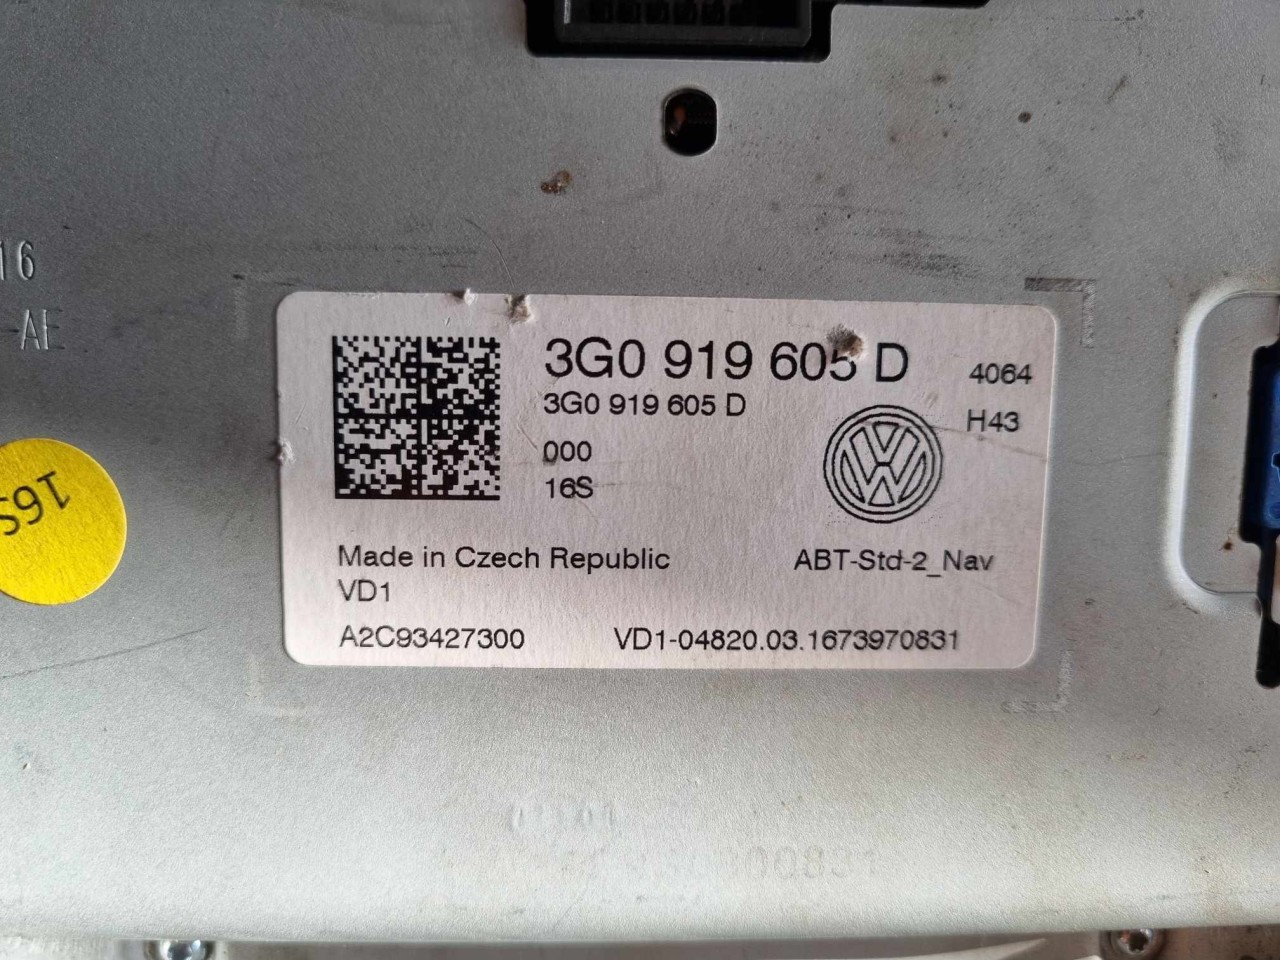 16
AE
16S
3G0 919 605 D
4064
3G0 919 605 D
H43
000
16S
Made in Czech Republic
ABT-Std-2_Nav
VD1
A2C93427300
VD1-04820.03.1673970831